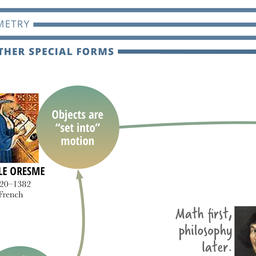 METRY
THER SPECIAL FORMS
Objects are
“set into”
motion
LE ORESME
20–1382
French
Math first,
philosophy
later.